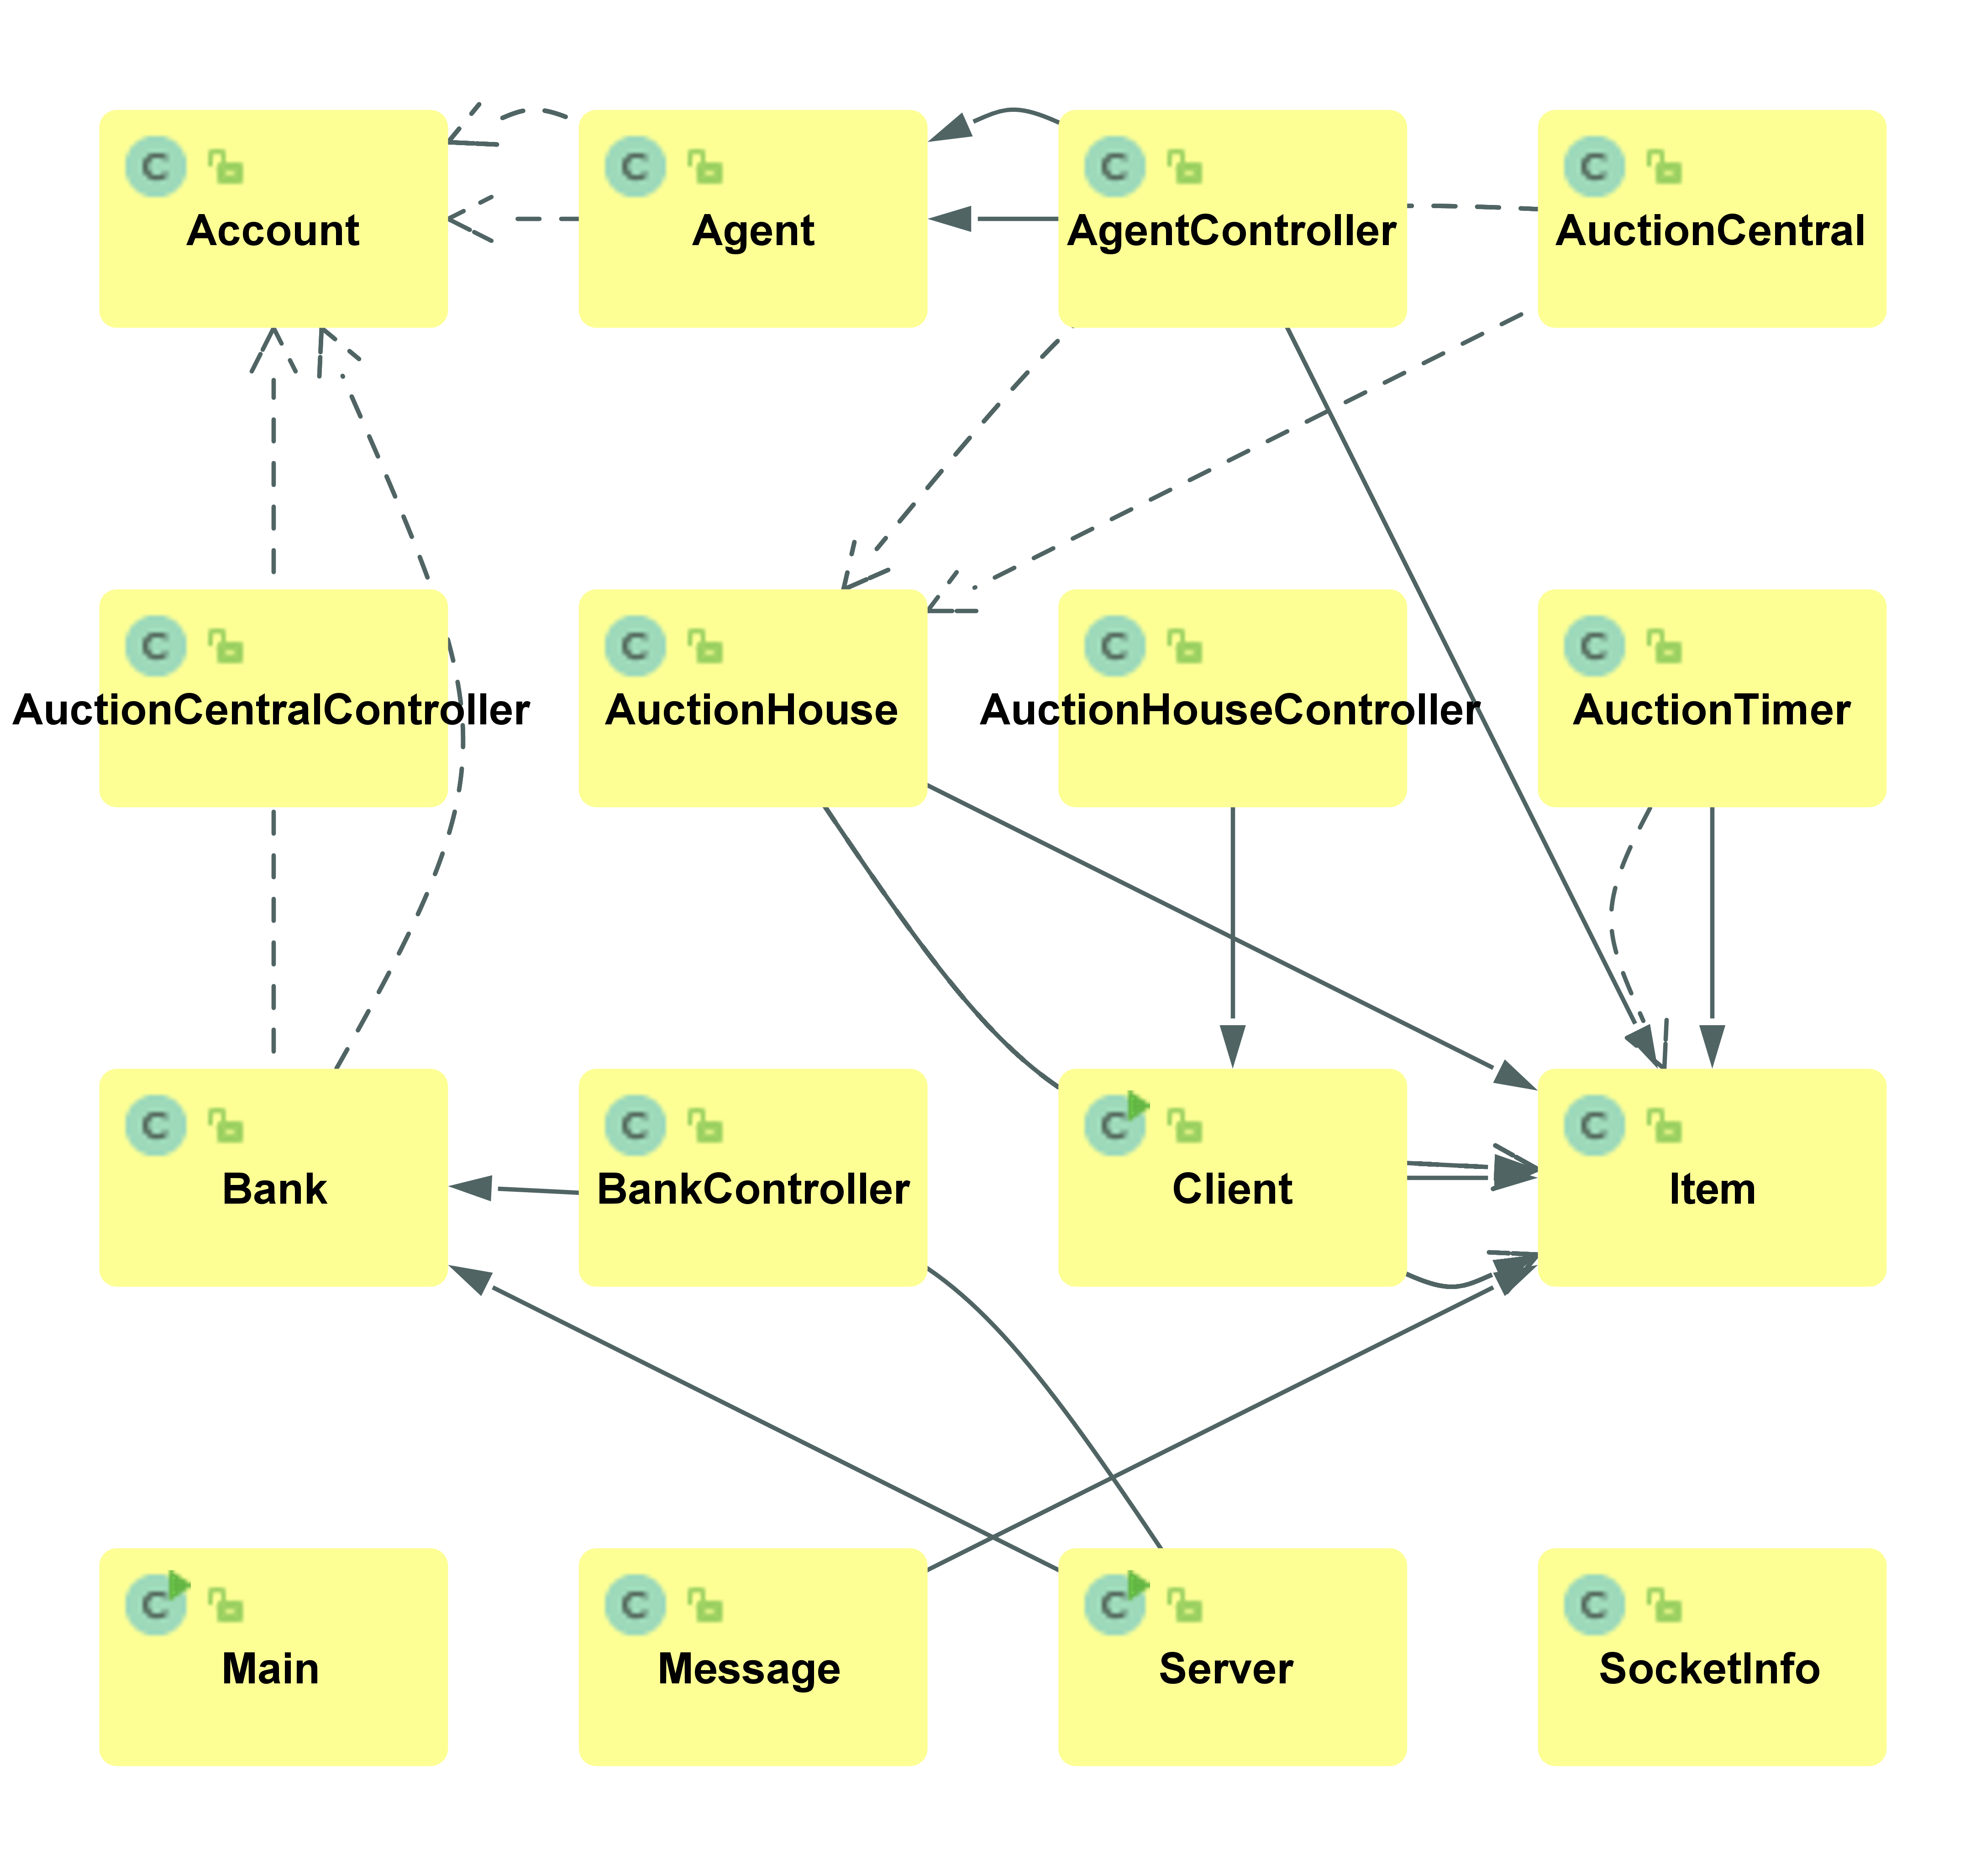 Account
Agent
AgentController
AuctionCentral
AuctionCentralController
AuctionHouse
AuctionHouseController
AuctionTimer
Bank
BankController
Client
Item
Main
Message
Server
SocketInfo